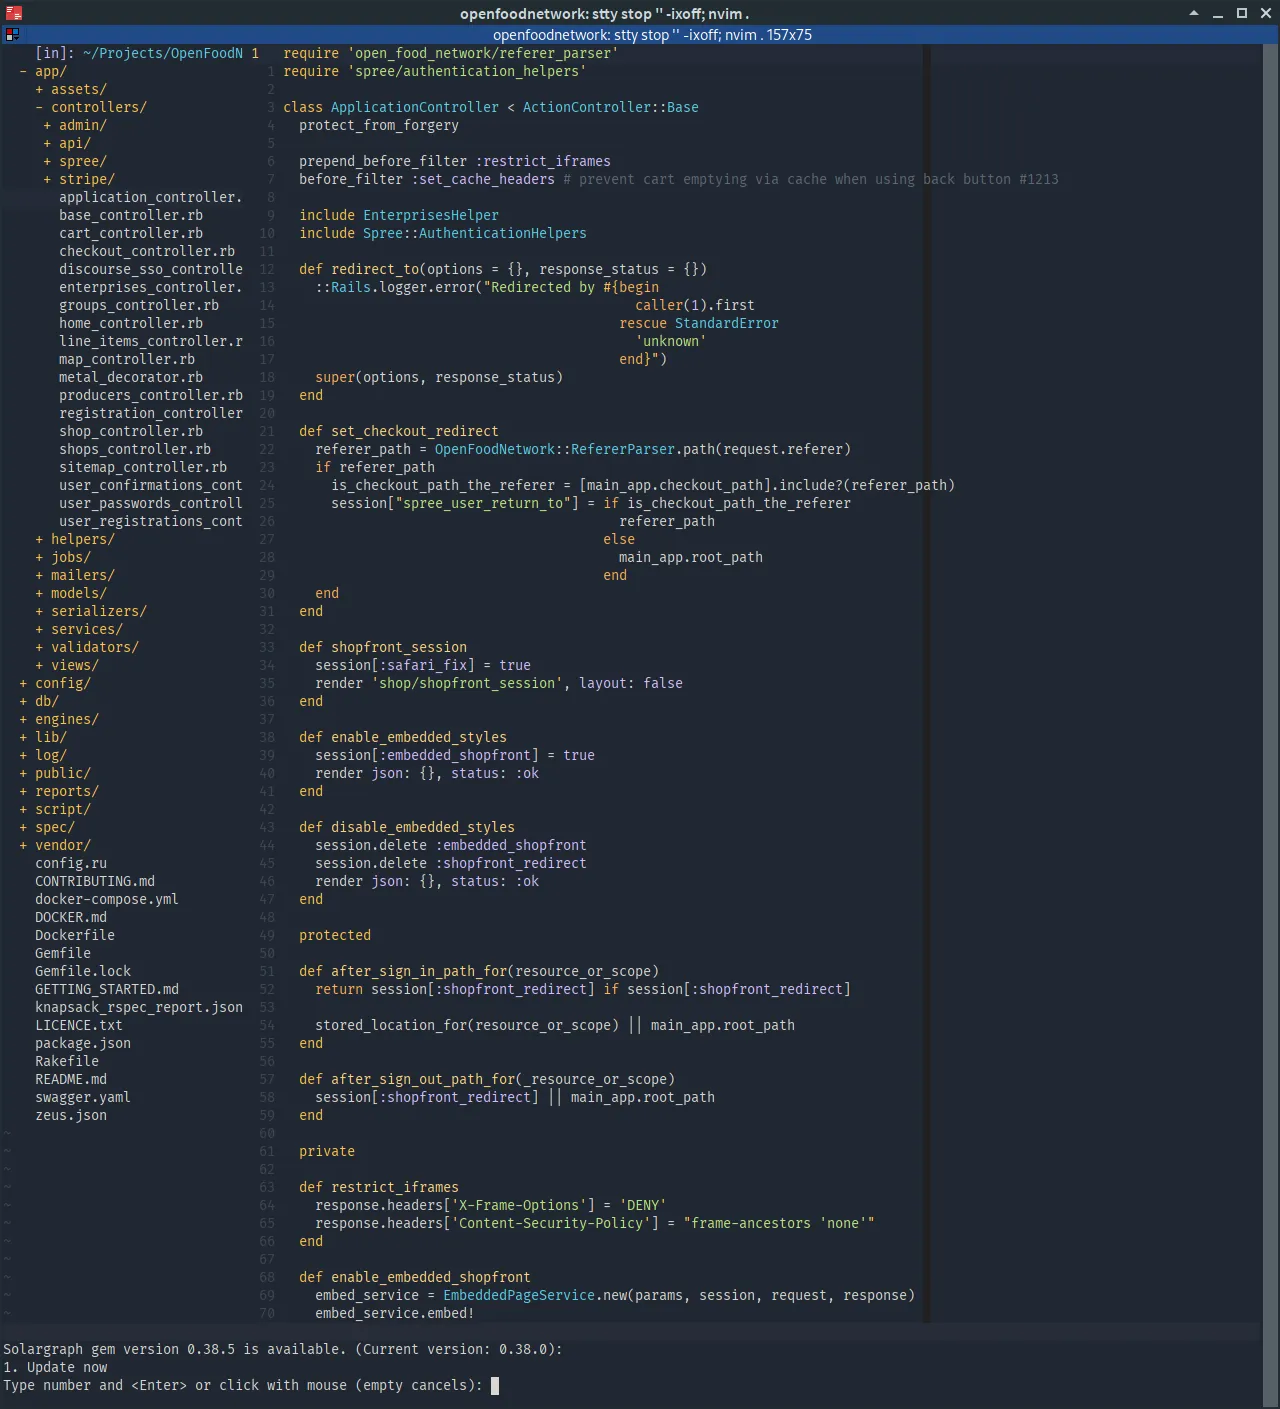 openfoodnetwork: stty stop '' -ixoff; nvim .
openfoodnetwork: stty stop '' -ixoff; nvim . 157x75
[in]: ~/Projects/OpenFoodN
- app/
+ assets/
- controllers/
+ admin/
+ api/
+ spree/
+ stripe/
application_controller.
base_controller.rb
cart_controller.rb
checkout_controller.rb
discourse_sso_controlle
enterprises_controller.
groups_controller.rb
home_controller.rb
line_items_controller.r
map_controller.rb
metal_decorator.rb
producers_controller.rb
registration_controller
shop_controller.rb
shops_controller.rb
sitemap_controller.rb
user_confirmations_cont
user_passwords_controll
user_registrations_cont
+ helpers/
+ jobs/
+ mailers/
+ models/
+ serializers/
+ services/
+ validators/
+ views/
+ config/
+ db/
+ engines/
+ lib/
+ log/
+ public/
+ reports/
+ script/
+ spec/
+ vendor/
config.ru
CONTRIBUTING.md
docker-compose.yml
DOCKER.md
Dockerfile
Gemfile
Gemfile.lock
GETTING_STARTED.md
knapsack_rspec_report.json
LICENCE.txt
package.json
Rakefile
README.md
swagger.yaml
zeus.json
~
~
~
~
~
~
~
~
~
~
~
1 require 'open_food_network/referer_parser'
1 require 'spree/authentication_helpers'
2
3 class ApplicationController < ActionController::Base
4 protect_from_forgery
5
6 prepend_before_filter :restrict_iframes
7 before_filter :set_cache_headers # prevent cart emptying via cache when using back button #1213
8
9 include EnterprisesHelper
10 include Spree::AuthenticationHelpers
11
12 def redirect_to(options = {}, response_status = {})
13 ::Rails.logger.error("Redirected by #{begin
14 caller(1).first
15 rescue StandardError
16 'unknown'
17 end}")
18 super(options, response_status)
19 end
20
21 def set_checkout_redirect
22 referer_path = OpenFoodNetwork::RefererParser.path(request.referer)
23 if referer_path
24 is_checkout_path_the_referer = [main_app.checkout_path].include?(referer_path)
25 session["spree_user_return_to"] = if is_checkout_path_the_referer
26 referer_path
27 else
28 main_app.root_path
29 end
30 end
31 end
32
33 def shopfront_session
34 session[:safari_fix] = true
35 render 'shop/shopfront_session', layout: false
36 end
37
38 def enable_embedded_styles
39 session[:embedded_shopfront] = true
40 render json: {}, status: :ok
41 end
42
43 def disable_embedded_styles
44 session.delete :embedded_shopfront
45 session.delete :shopfront_redirect
46 render json: {}, status: :ok
47 end
48
49 protected
50
51 def after_sign_in_path_for(resource_or_scope)
52 return session[:shopfront_redirect] if session[:shopfront_redirect]
53
54 stored_location_for(resource_or_scope) || main_app.root_path
55 end
56
57 def after_sign_out_path_for(_resource_or_scope)
58 session[:shopfront_redirect] || main_app.root_path
59 end
60
61 private
62
63 def restrict_iframes
64 response.headers['X-Frame-Options'] = 'DENY'
65 response.headers['Content-Security-Policy'] = "frame-ancestors 'none'"
66 end
67
68 def enable_embedded_shopfront
69 embed_service = EmbeddedPageService.new(params, session, request, response)
70 embed_service.embed!
Solargraph gem version 0.38.5 is available. (Current version: 0.38.0):
1. Update now
Type number and <Enter> or click with mouse (empty cancels):